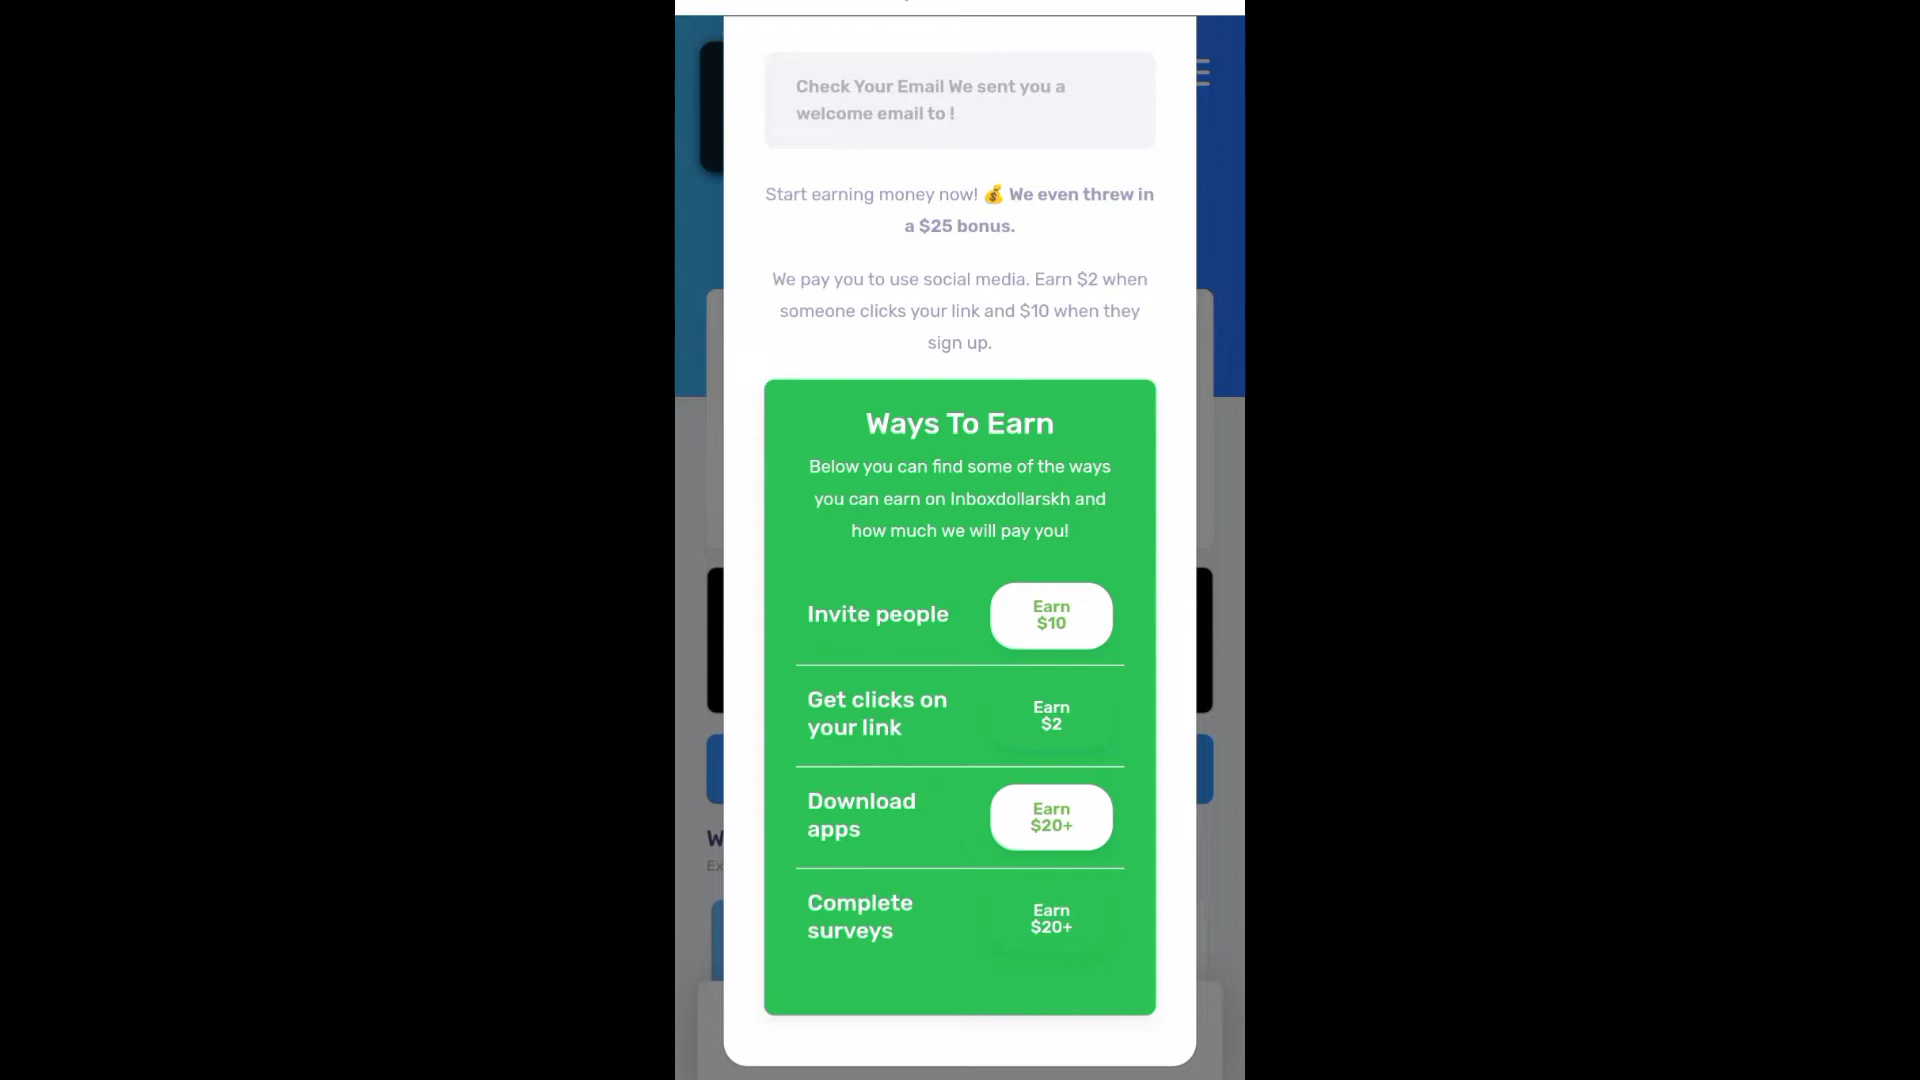 Check Your Email We sent you a
welcome email to !
Start earning money now! 💰 We even threw in
a $25 bonus.
We pay you to use social media. Earn $2 when
someone clicks your link and $10 when they
sign up.
Ways To Earn
Below you can find some of the ways
you can earn on Inboxdollarskh and
how much we will pay you!
Invite people
Earn
$10
Get clicks on
your link
Earn
$2
Download
apps
Earn
$20+
Complete
surveys
Earn
$20+
W
Ex